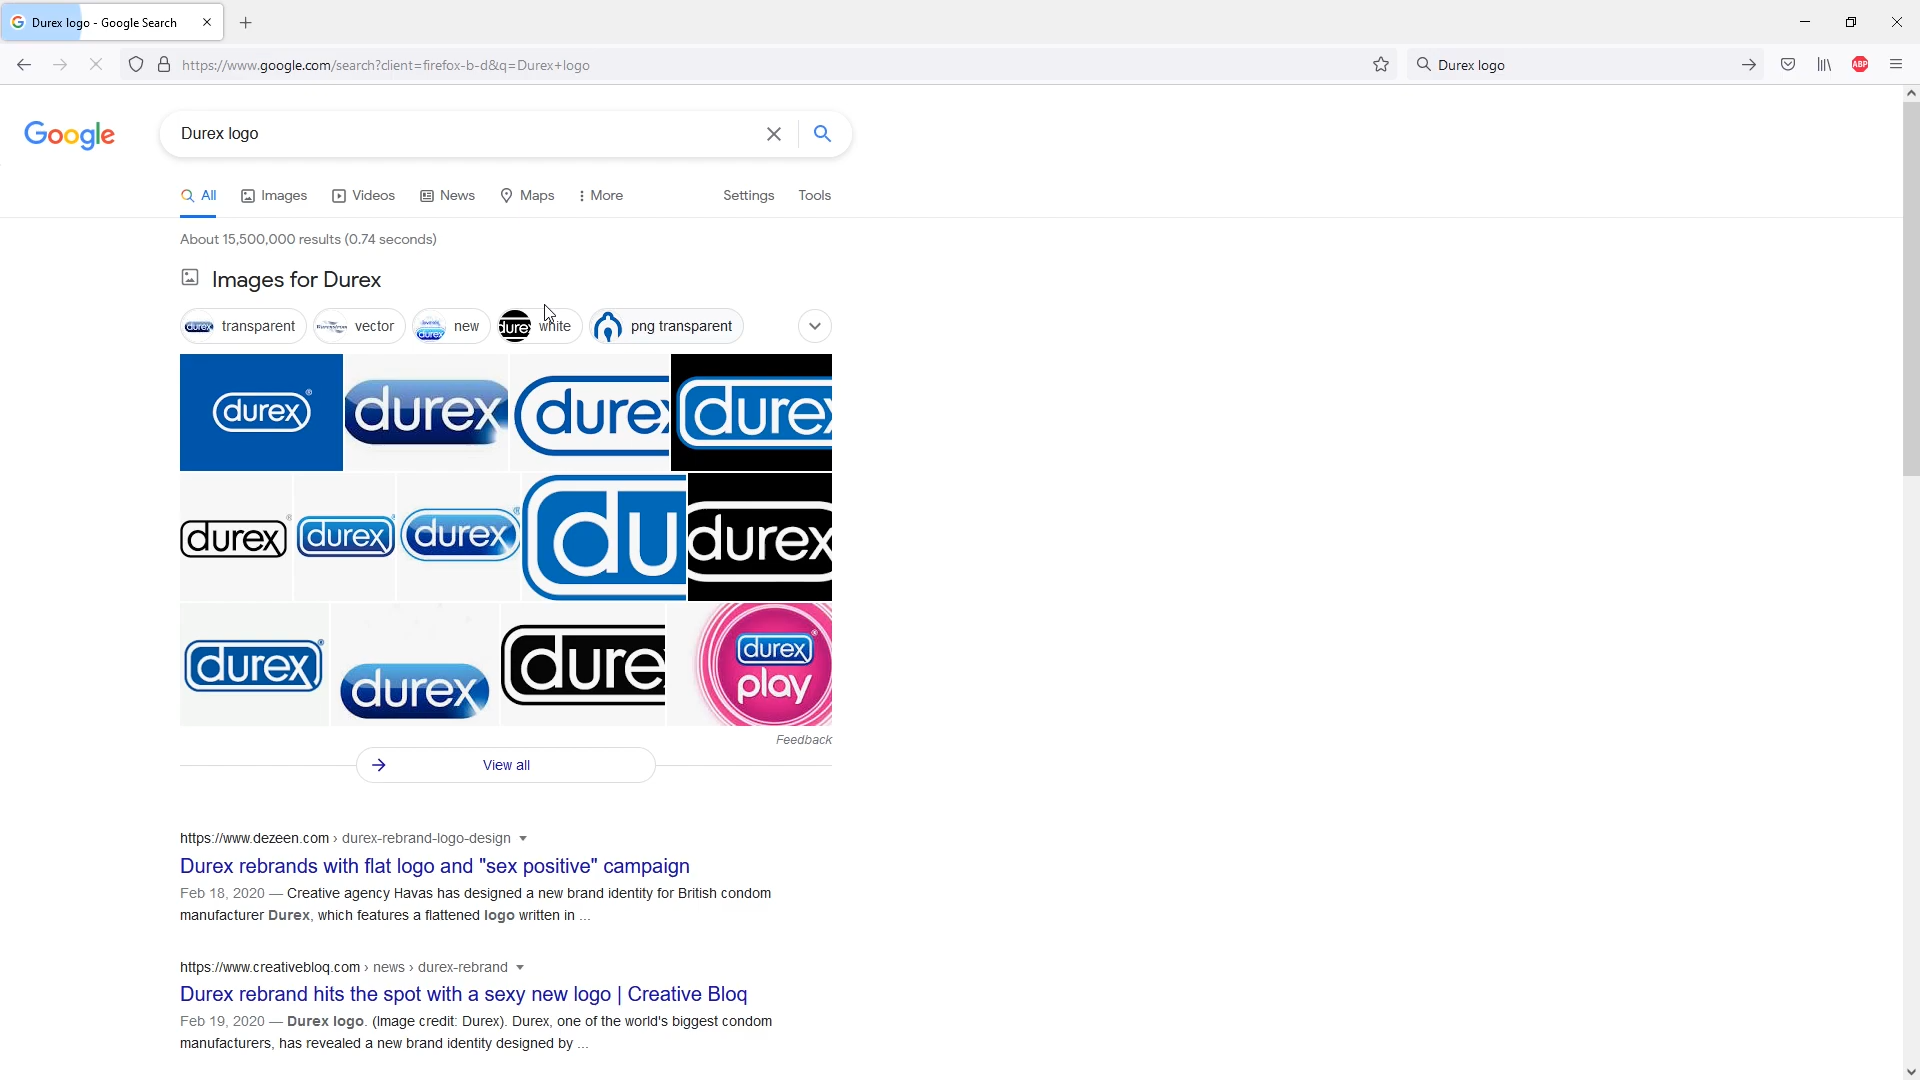 Durex logo - Google Search
https://www.google.com/search?client=firefox-b-d&q=Durex+logo
Durex logo
ABP
Google
Durex logo
All
Images
Videos
News
Maps
More
Settings
Tools
About 15,500,000 results (0.74 seconds)
Images for Durex
durex
transparent
vector
durex
new
dure
white
png transparent
durex®
durex
durex
durex
durex®
durex®
durex®
du
durex
durex®
durex
dure
durex®
play
Feedback
View all
https://www.dezeen.com › durex-rebrand-logo-design
Durex rebrands with flat logo and "sex positive" campaign
Feb 18, 2020 — Creative agency Havas has designed a new brand identity for British condom
manufacturer Durex, which features a flattened logo written in ...
https://www.creativebloq.com › news › durex-rebrand
Durex rebrand hits the spot with a sexy new logo | Creative Bloq
Feb 19, 2020 — Durex logo. (Image credit: Durex). Durex, one of the world's biggest condom
manufacturers, has revealed a new brand identity designed by ...